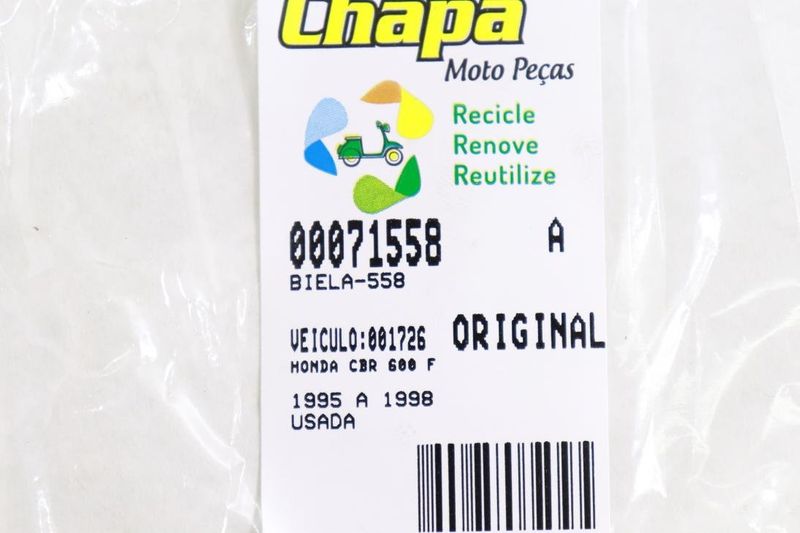 Chapa
Moto Peças
Recicle
Renove
Reutilize
00071558 A
BIELA-558
VEICULO:001726 ORIGINAL
HONDA CBR 600 F
1995 A 1998
USADA